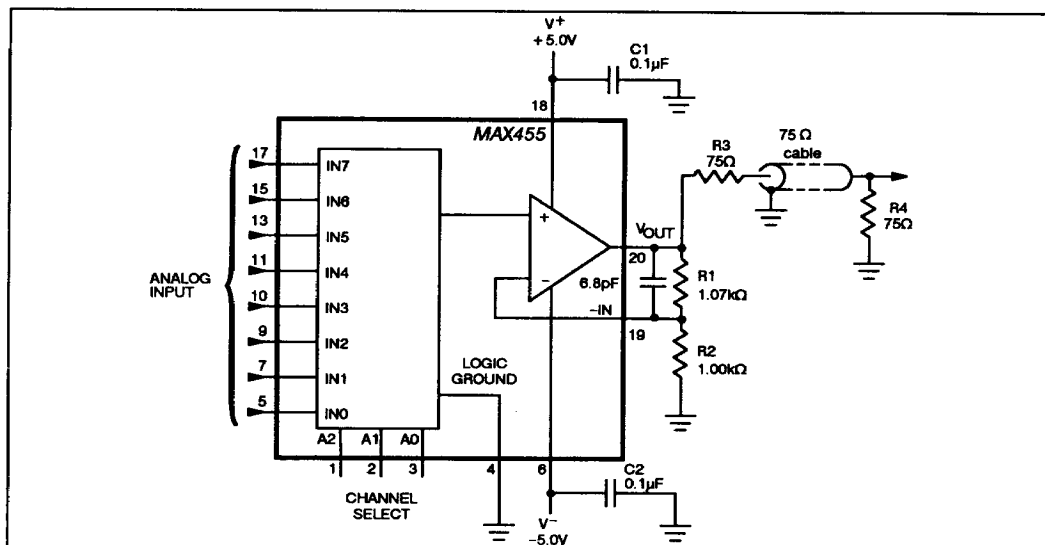 V+
+5.0V
C1
0.1µF
18
MAX455
R3
75Ω
75 Ω
cable
17
IN7
15
IN6
13
IN5
11
IN4
10
IN3
9
IN2
7
IN1
5
IN0
ANALOG
INPUT
+
−
VOUT
20
6.8pF
R1
1.07kΩ
R4
75Ω
-IN
19
R2
1.00kΩ
LOGIC
GROUND
A2
A1
A0
1
2
3
4
6
CHANNEL
SELECT
C2
0.1µF
V−
−5.0V